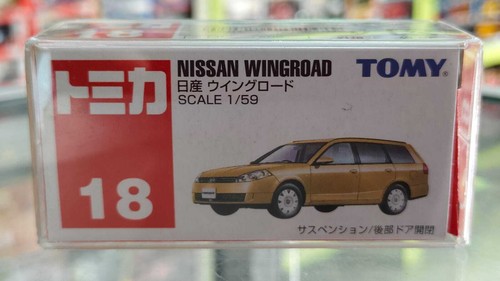 トミカ
18
NISSAN WINGROAD
日産 ウイングロード
SCALE 1/59
TOMY
サスペンション/後部ドア開閉